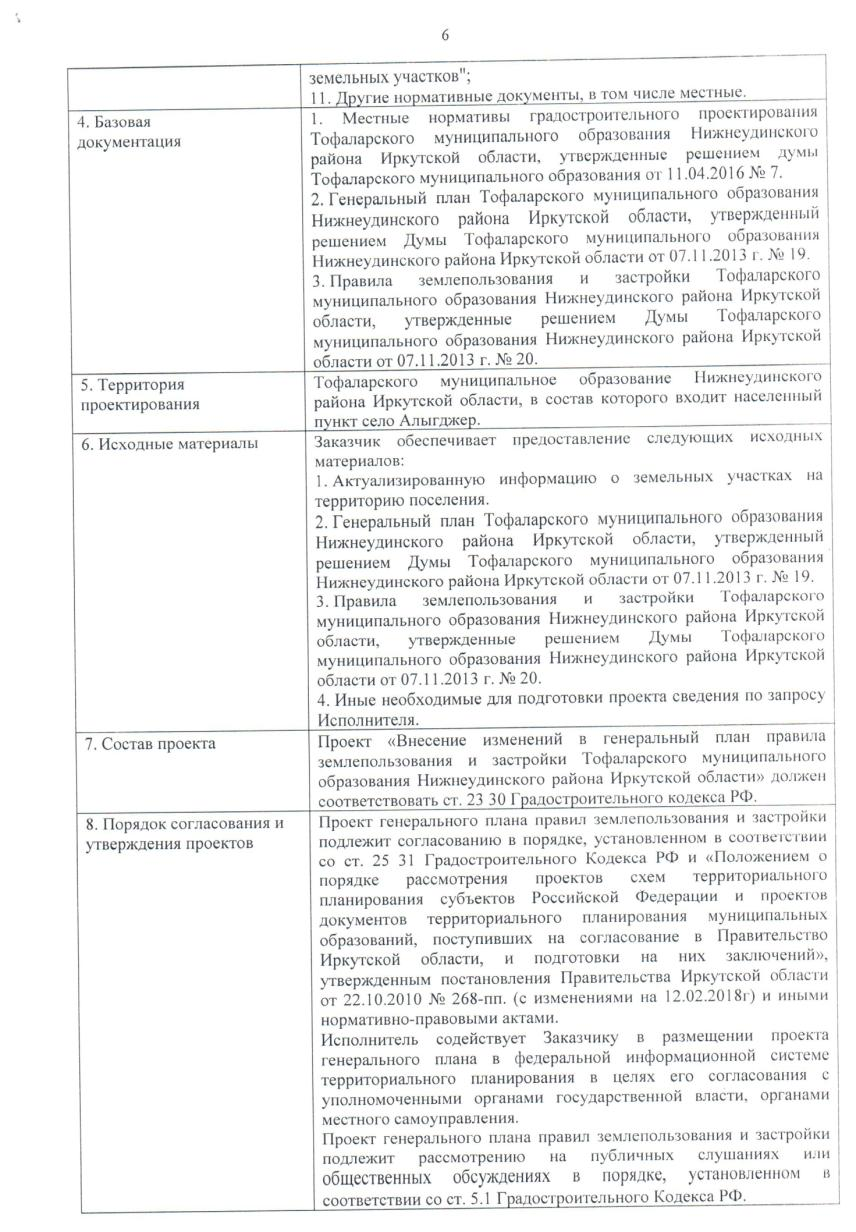 6
земельных участков";
11. Другие нормативные документы, в том числе местные.
4. Базовая
документация
1. Местные нормативы градостроительного проектирования
Тофаларского муниципального образования Нижнеудинского
района Иркутской области, утвержденные решением думы
Тофаларского муниципального образования от 11.04.2016 № 7.
2. Генеральный план Тофаларского муниципального образования
Нижнеудинского района Иркутской области, утвержденный
решением Думы Тофаларского муниципального образования
Нижнеудинского района Иркутской области от 07.11.2013 г. № 19.
3. Правила землепользования и застройки Тофаларского
муниципального образования Нижнеудинского района Иркутской
области, утвержденные решением Думы Тофаларского
муниципального образования Нижнеудинского района Иркутской
области от 07.11.2013 г. № 20.
5. Территория
проектирования
Тофаларского муниципальное образование Нижнеудинского
района Иркутской области, в состав которого входит населенный
пункт село Алыгджер.
6. Исходные материалы
Заказчик обеспечивает предоставление следующих исходных
материалов:
1. Актуализированную информацию о земельных участках на
территорию поселения.
2. Генеральный план Тофаларского муниципального образования
Нижнеудинского района Иркутской области, утвержденный
решением Думы Тофаларского муниципального образования
Нижнеудинского района Иркутской области от 07.11.2013 г. № 19.
3. Правила землепользования и застройки Тофаларского
муниципального образования Нижнеудинского района Иркутской
области, утвержденные решением Думы Тофаларского
муниципального образования Нижнеудинского района Иркутской
области от 07.11.2013 г. № 20.
4. Иные необходимые для подготовки проекта сведения по запросу
Исполнителя.
7. Состав проекта
Проект «Внесение изменений в генеральный план правила
землепользования и застройки Тофаларского муниципального
образования Нижнеудинского района Иркутской области» должен
соответствовать ст. 23 30 Градостроительного кодекса РФ.
8. Порядок согласования и
утверждения проектов
Проект генерального плана правил землепользования и застройки
подлежит согласованию в порядке, установленном в соответствии
со ст. 25 31 Градостроительного Кодекса РФ и «Положением о
порядке рассмотрения проектов схем территориального
планирования субъектов Российской Федерации и проектов
документов территориального планирования муниципальных
образований, поступивших на согласование в Правительство
Иркутской области, и подготовки на них заключений»,
утвержденным постановления Правительства Иркутской области
от 22.10.2010 № 268-пп. (с изменениями на 12.02.2018г) и иными
нормативно-правовыми актами.
Исполнитель содействует Заказчику в размещении проекта
генерального плана в федеральной информационной системе
территориального планирования в целях его согласования с
уполномоченными органами государственной власти, органами
местного самоуправления.
Проект генерального плана правил землепользования и застройки
подлежит рассмотрению на публичных слушаниях или
общественных обсуждениях в порядке, установленном в
соответствии со ст. 5.1 Градостроительного Кодекса РФ.